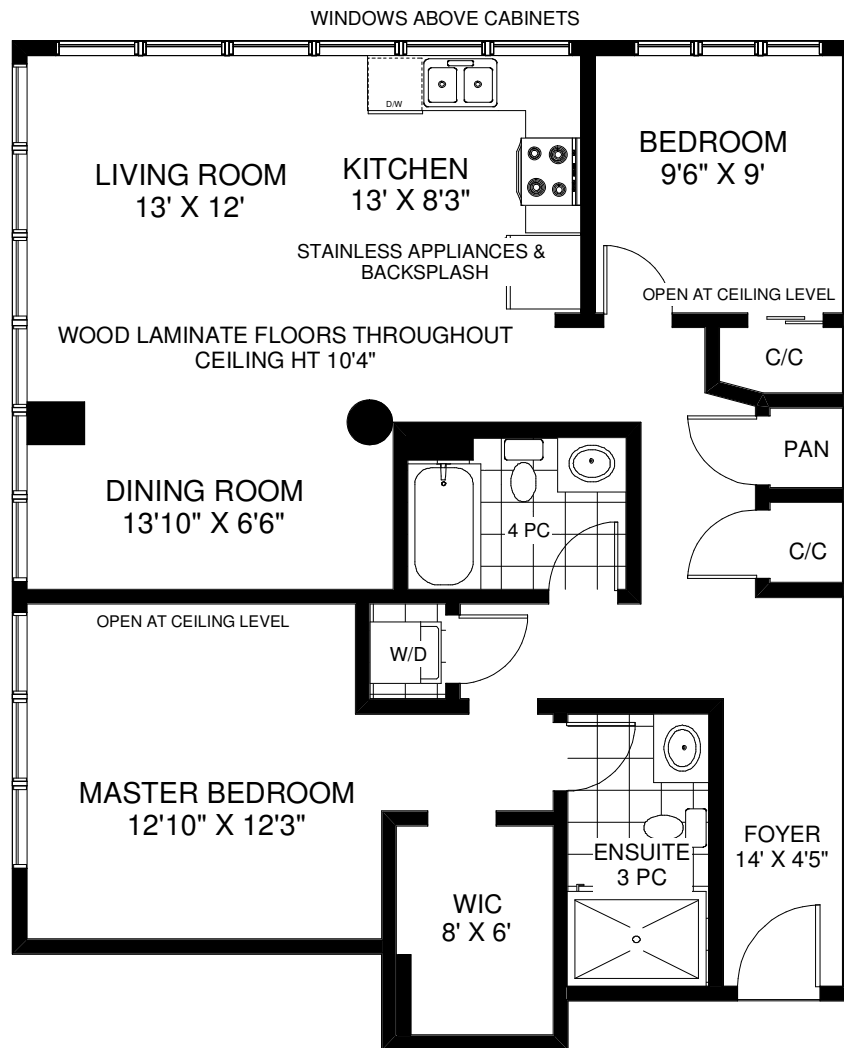 WINDOWS ABOVE CABINETS
D/W
LIVING ROOM
13' X 12'
KITCHEN
13' X 8'3"
BEDROOM
9'6" X 9'
STAINLESS APPLIANCES &
BACKSPLASH
OPEN AT CEILING LEVEL
WOOD LAMINATE FLOORS THROUGHOUT
CEILING HT 10'4"
C/C
PAN
DINING ROOM
13'10" X 6'6"
4 PC
C/C
OPEN AT CEILING LEVEL
W/D
MASTER BEDROOM
12'10" X 12'3"
ENSUITE
3 PC
FOYER
14' X 4'5"
WIC
8' X 6'